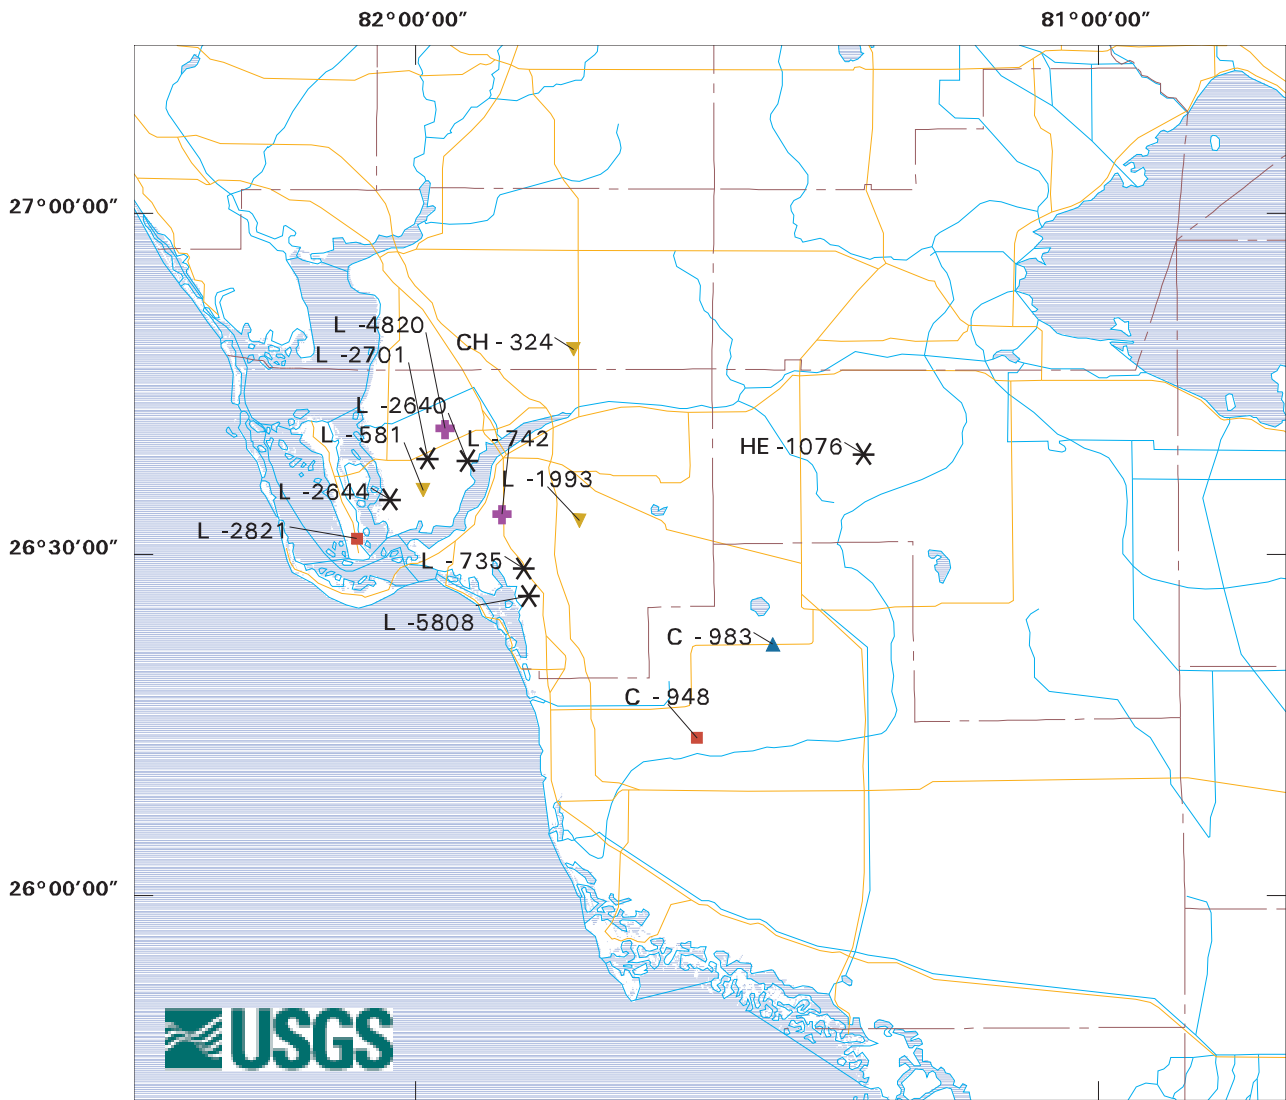 82°00'00" 81°00'00"
27°00'00"
L -4820
CH - 324
L -2701
L -2640
L - 581
L - 742
HE -1076
L -1993
L -2644
L -2821
26°30'00"
L - 735
L -5808
C - 983
C - 948
26°00'00"
USGS